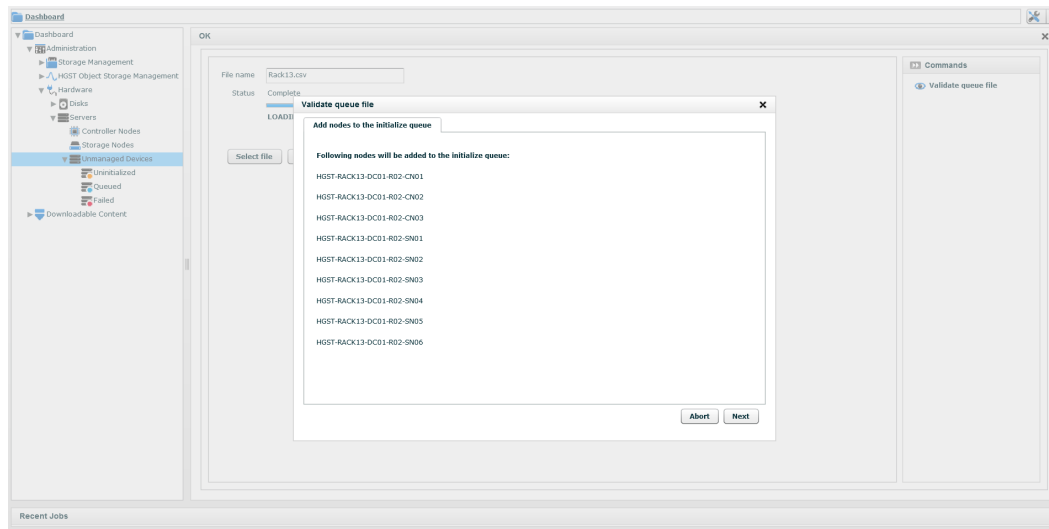 Dashboard
Dashboard
Administration
Storage Management
HGST Object Storage Management
Hardware
Disks
Servers
Controller Nodes
Storage Nodes
Unmanaged Devices
Uninitialized
Queued
Failed
Downloadable Content
OK
File name Rack13.csv
Status Complete
Select file
Validate queue file
Add nodes to the initialize queue
Following nodes will be added to the initialize queue:
HGST-RACK13-DC01-R02-CN01
HGST-RACK13-DC01-R02-CN02
HGST-RACK13-DC01-R02-CN03
HGST-RACK13-DC01-R02-SN01
HGST-RACK13-DC01-R02-SN02
HGST-RACK13-DC01-R02-SN03
HGST-RACK13-DC01-R02-SN04
HGST-RACK13-DC01-R02-SN05
HGST-RACK13-DC01-R02-SN06
Abort Next
Commands
Validate queue file
Recent Jobs